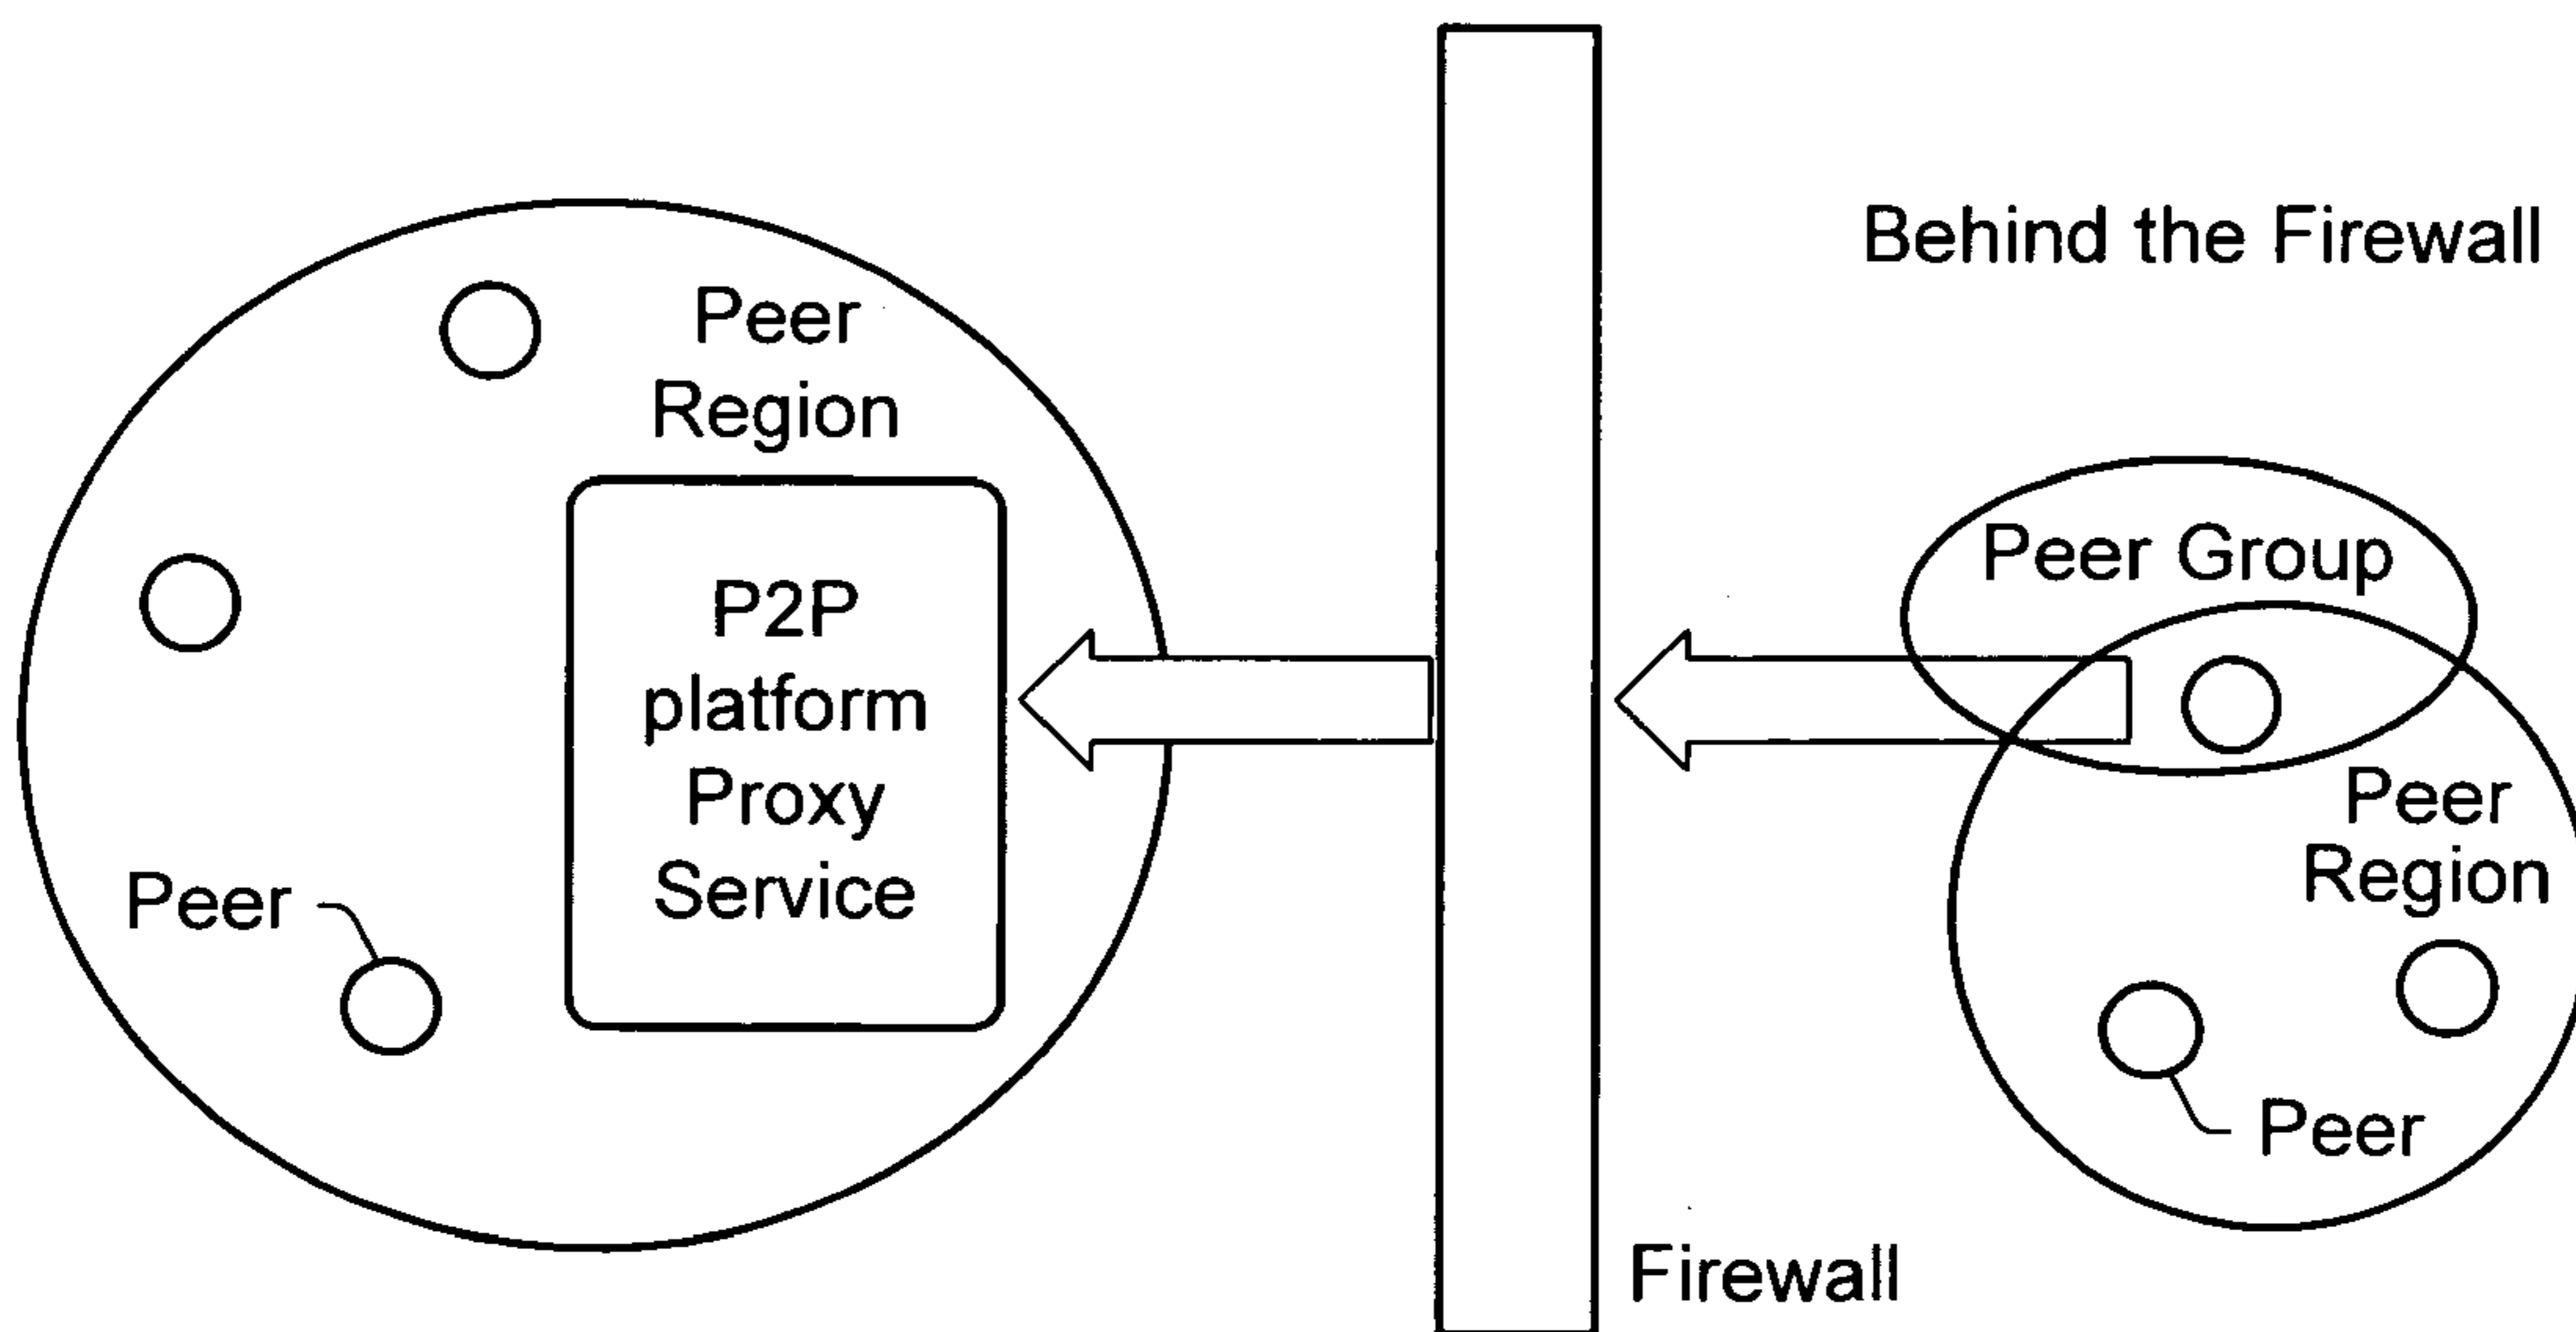 Behind the Firewall
Peer
Region
P2P
platform
Proxy
Service
Peer
Firewall
Peer Group
Peer
Region
Peer